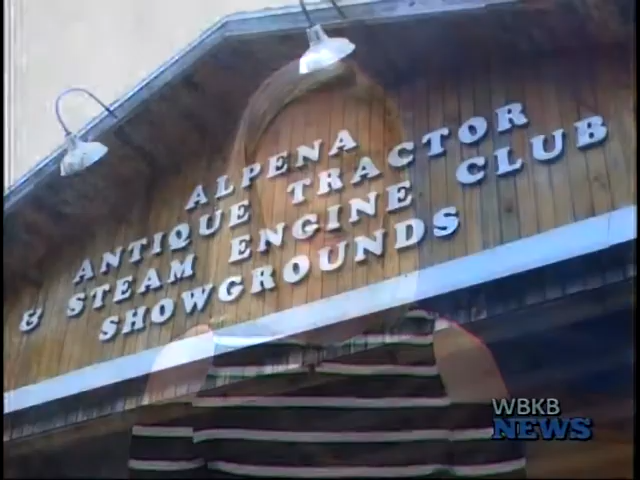 ALPENA
ANTIQUE TRACTOR
& STEAM ENGINE CLUB
SHOWGROUNDS
WBKB
NEWS